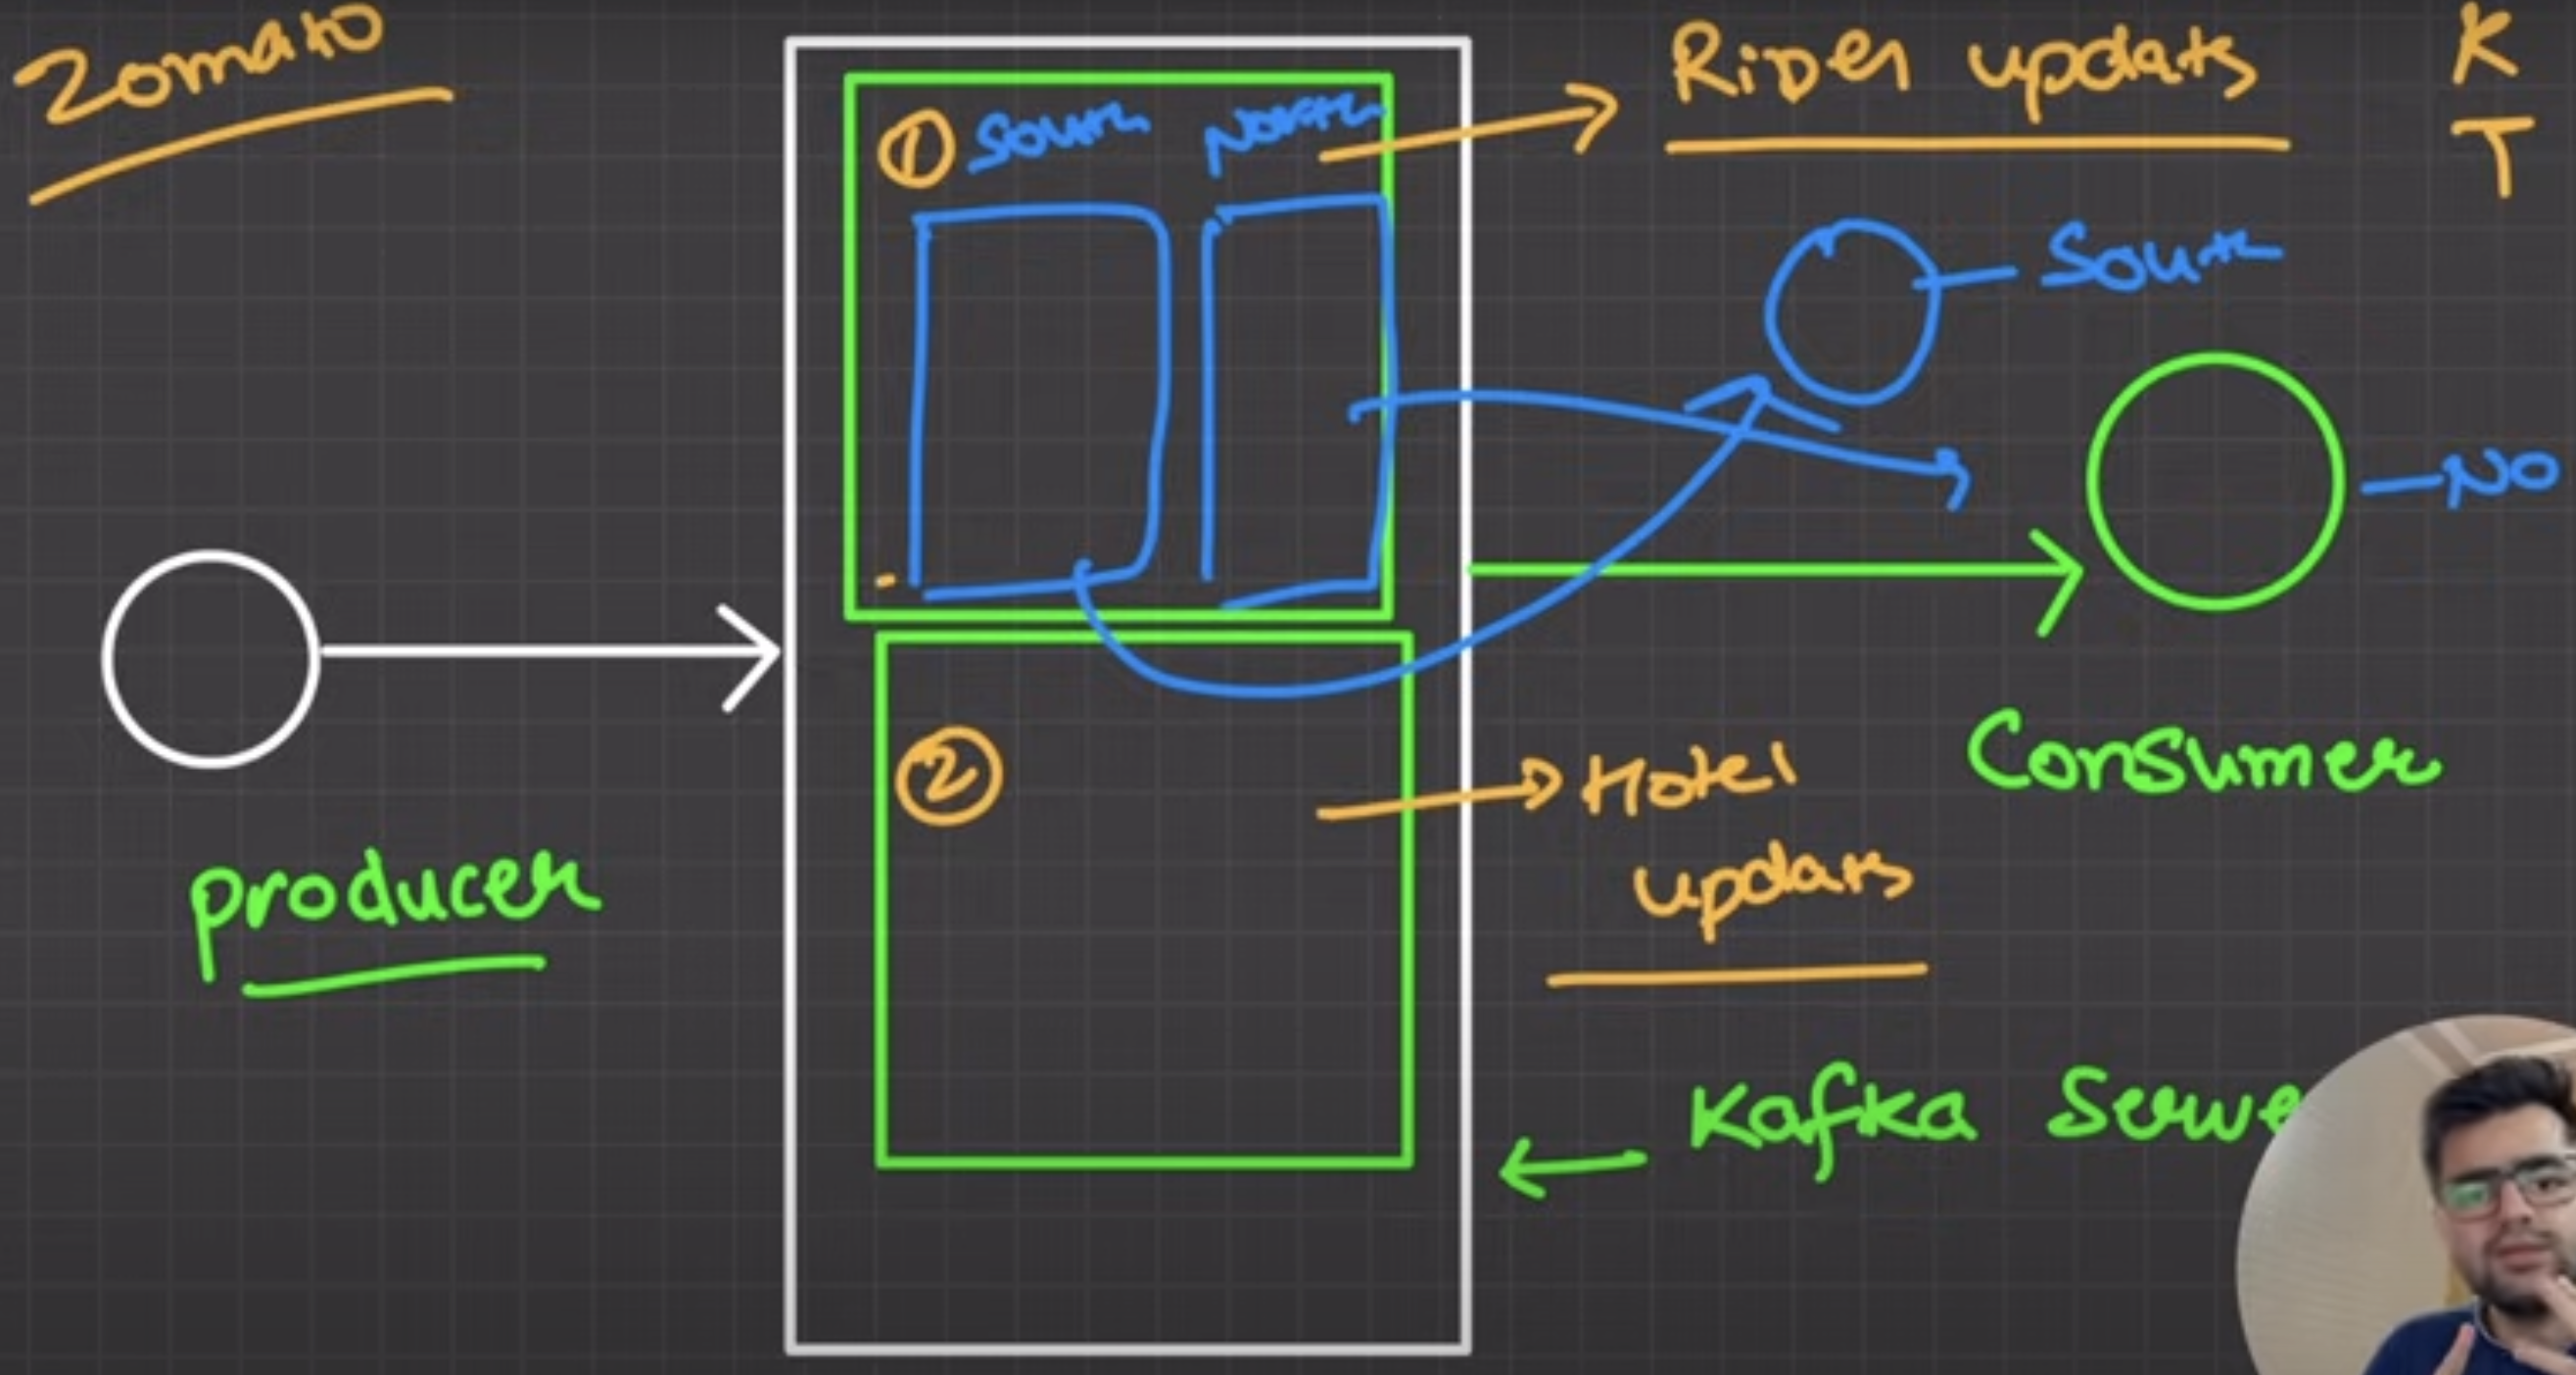 Zomato
Rider updats
K
T
① South North
South
NO
② 
Hotel
updats
Consumer
producer
Kafka Serve